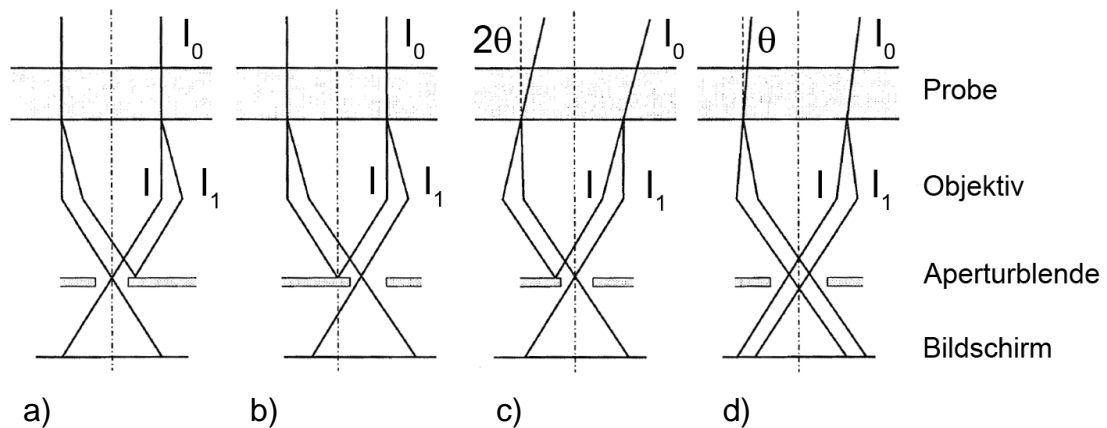 I0 I0 2θ I0 θ I0
Probe
I I1 I I1 I I1 I I1 Objektiv
Aperturblende
Bildschirm
a) b) c) d)